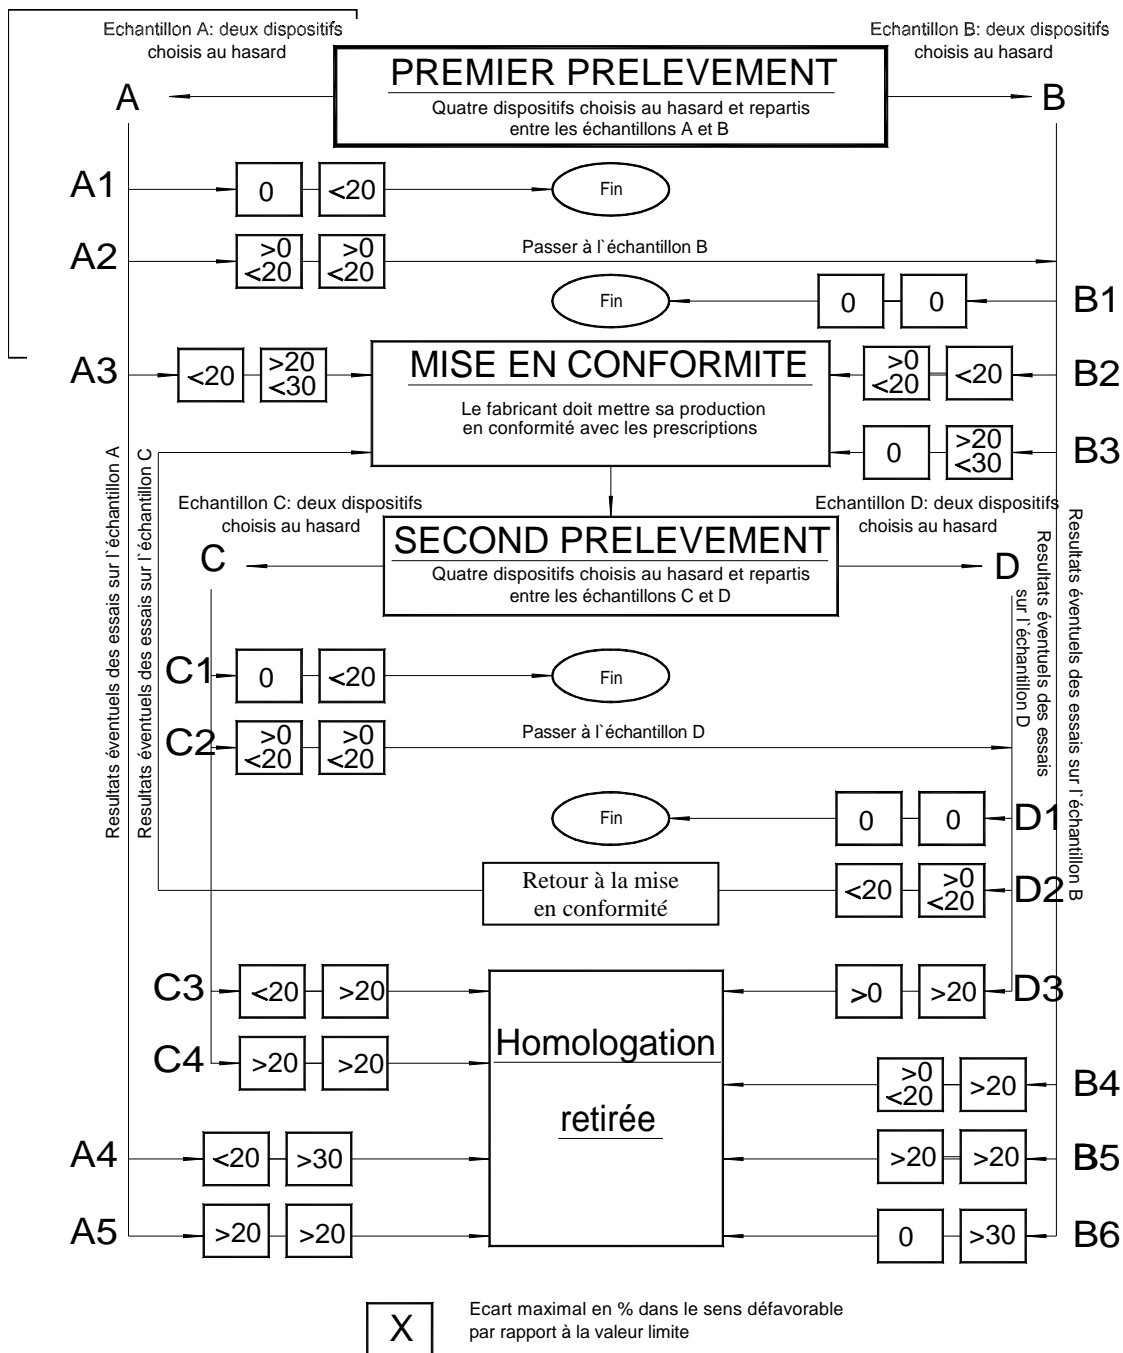 Echantillon A: deux dispositifs
choisis au hasard
Echantillon B: deux dispositifs
choisis au hasard
PREMIER PRELEVEMENT
Quatre dispositifs choisis au hasard et repartis
entre les échantillons A et B
A
B
A1
0
<20
Fin
A2
>0
<20
>0
<20
Passer à l`échantillon B
Fin
0
0
B1
A3
<20
>20
<30
MISE EN CONFORMITE
Le fabricant doit mettre sa production
en conformité avec les prescriptions
>0
<20
<20
B2
0
>20
<30
B3
Resultats éventuels des essais sur l`échantillon A
Resultats éventuels des essais sur l`échantillon C
Echantillon C: deux dispositifs
choisis au hasard
Echantillon D: deux dispositifs
choisis au hasard
SECOND PRELEVEMENT
Quatre dispositifs choisis au hasard et repartis
entre les échantillons C et D
C
D
Resultats éventuels des essais
sur l`échantillon D
Resultats éventuels des essais sur l`échantillon B
C1
0
<20
Fin
C2
>0
<20
>0
<20
Passer à l`échantillon D
Fin
0
0
D1
Retour à la mise
en conformité
<20
>0
<20
D2
C3
<20
>20
Homologation
retirée
>0
>20
D3
C4
>20
>20
>0
<20
>20
B4
A4
<20
>30
>20
>20
B5
A5
>20
>20
0
>30
B6
X
Ecart maximal en % dans le sens défavorable
par rapport à la valeur limite